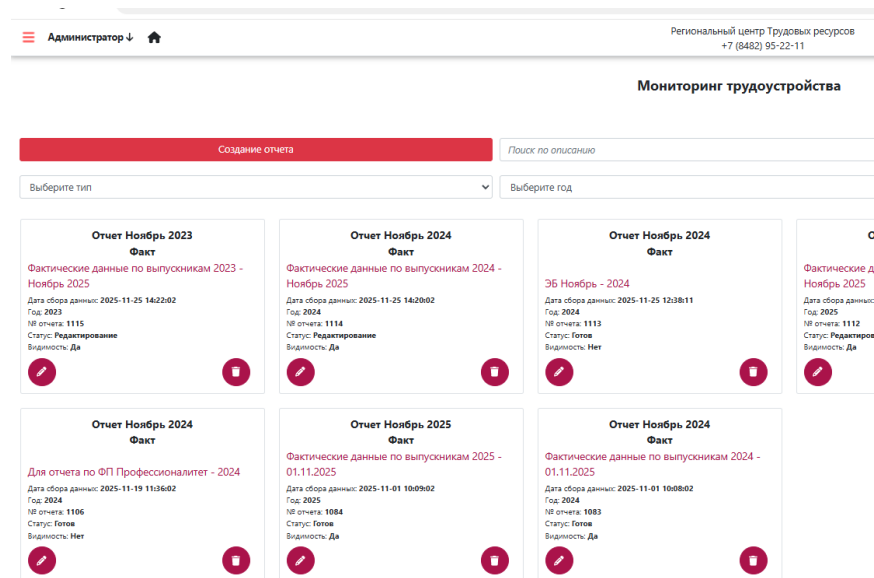 Администратор ↓
Региональный центр Трудовых ресурсов
+7 (8482) 95-22-11
Мониторинг трудоустройства
Создание отчета
Поиск по описанию
Выберите тип
Выберите год
Отчет Ноябрь 2023
Факт
Фактические данные по выпускникам 2023 -
Ноябрь 2025
Дата сбора данных: 2025-11-25 14:22:02
Год: 2023
№ отчета: 1115
Статус: Редактирование
Видимость: Да
Отчет Ноябрь 2024
Факт
Фактические данные по выпускникам 2024 -
Ноябрь 2025
Дата сбора данных: 2025-11-25 14:20:02
Год: 2024
№ отчета: 1114
Статус: Редактирование
Видимость: Да
Отчет Ноябрь 2024
Факт
ЭБ Ноябрь - 2024
Дата сбора данных: 2025-11-25 12:38:11
Год: 2024
№ отчета: 1113
Статус: Готов
Видимость: Нет
Фактические д
Ноябрь 2025
Дата сбора данных
Год: 2025
№ отчета: 1112
Статус: Редактиров
Видимость: Да
Отчет Ноябрь 2024
Факт
Для отчета по ФП Профессионалитет - 2024
Дата сбора данных: 2025-11-19 11:36:02
Год: 2024
№ отчета: 1106
Статус: Готов
Видимость: Нет
Отчет Ноябрь 2025
Факт
Фактические данные по выпускникам 2025 -
01.11.2025
Дата сбора данных: 2025-11-01 10:09:02
Год: 2025
№ отчета: 1084
Статус: Готов
Видимость: Да
Отчет Ноябрь 2024
Факт
Фактические данные по выпускникам 2024 -
01.11.2025
Дата сбора данных: 2025-11-01 10:08:02
Год: 2024
№ отчета: 1083
Статус: Готов
Видимость: Да